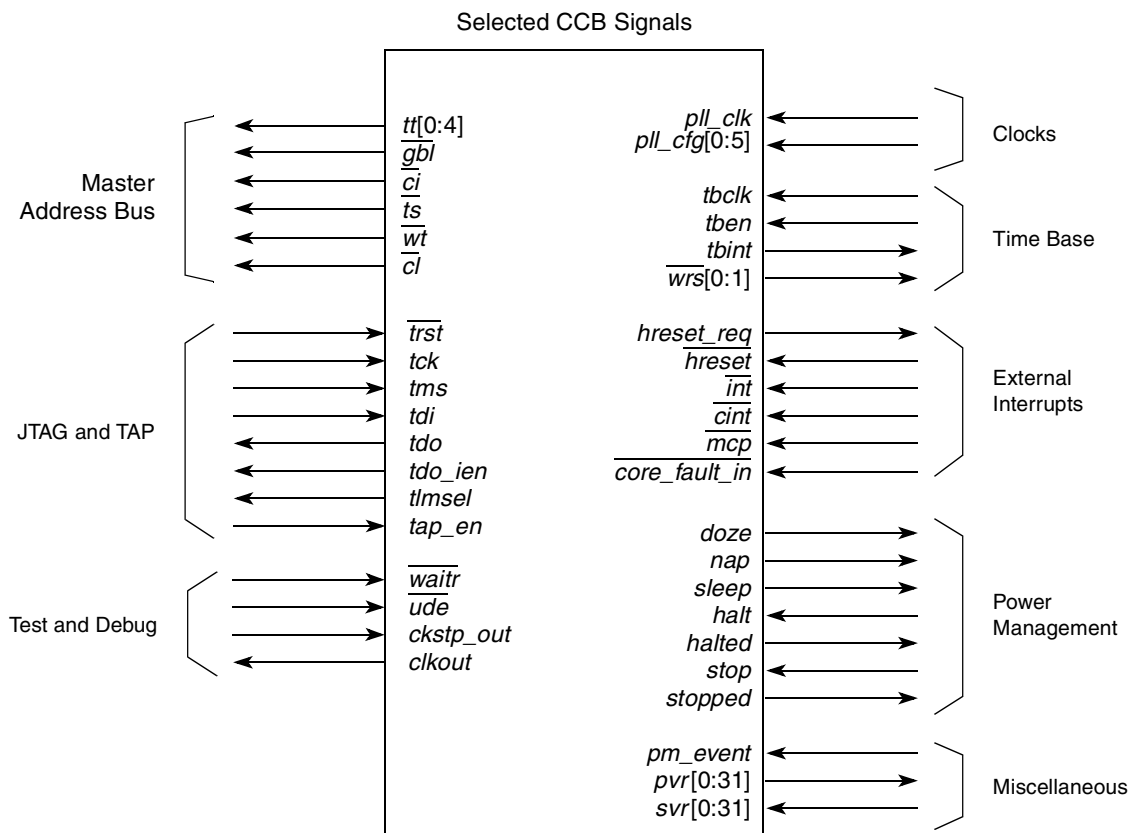 Selected CCB Signals
Master
Address Bus
tt[0:4]
gbl
ci
ts
wt
cl
JTAG and TAP
trst
tck
tms
tdi
tdo
tdo_ien
tlmsel
tap_en
Test and Debug
waitr
ude
ckstp_out
clkout
pll_clk
pll_cfg[0:5]
Clocks
tbclk
tben
tbint
wrs[0:1]
Time Base
hreset_req
hreset
int
cint
mcp
core_fault_in
External
Interrupts
doze
nap
sleep
halt
halted
stop
stopped
Power
Management
pm_event
pvr[0:31]
svr[0:31]
Miscellaneous